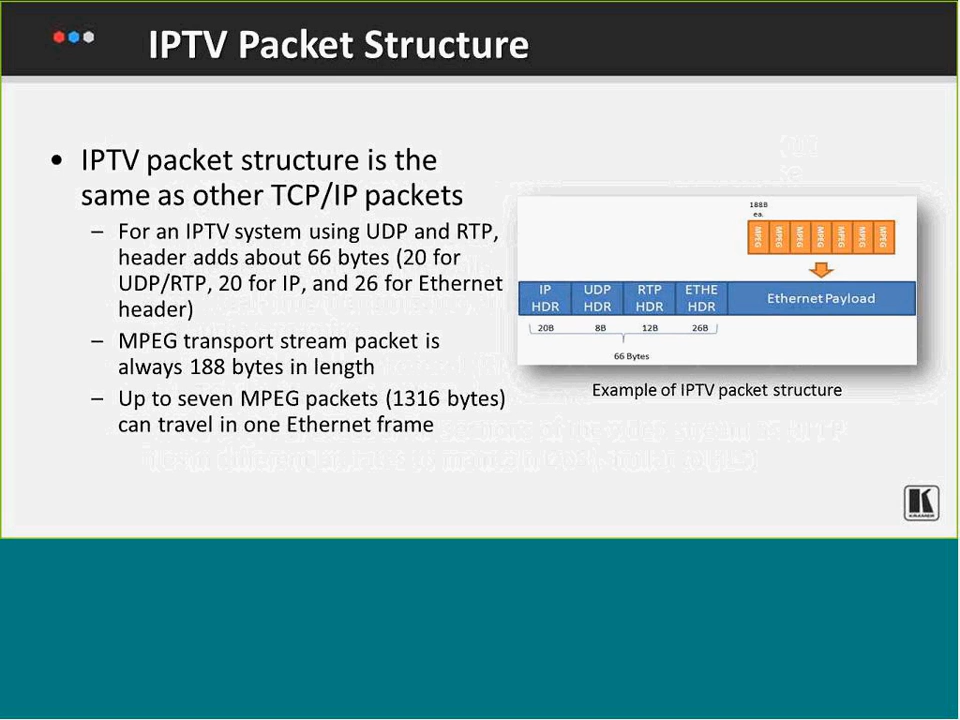 IPTV Packet Structure
• IPTV packet structure is the
same as other TCP/IP packets
– For an IPTV system using UDP and RTP,
header adds about 66 bytes (20 for
UDP/RTP, 20 for IP, and 26 for Ethernet
header)
– MPEG transport stream packet is
always 188 bytes in length
– Up to seven MPEG packets (1316 bytes)
can travel in one Ethernet frame
188B
ea.
MPEG MPEG MPEG MPEG MPEG MPEG MPEG
IP HDR
UDP HDR
RTP HDR
ETHE HDR
Ethernet Payload
20B 8B 12B 26B
66 Bytes
Example of IPTV packet structure
KRAMER